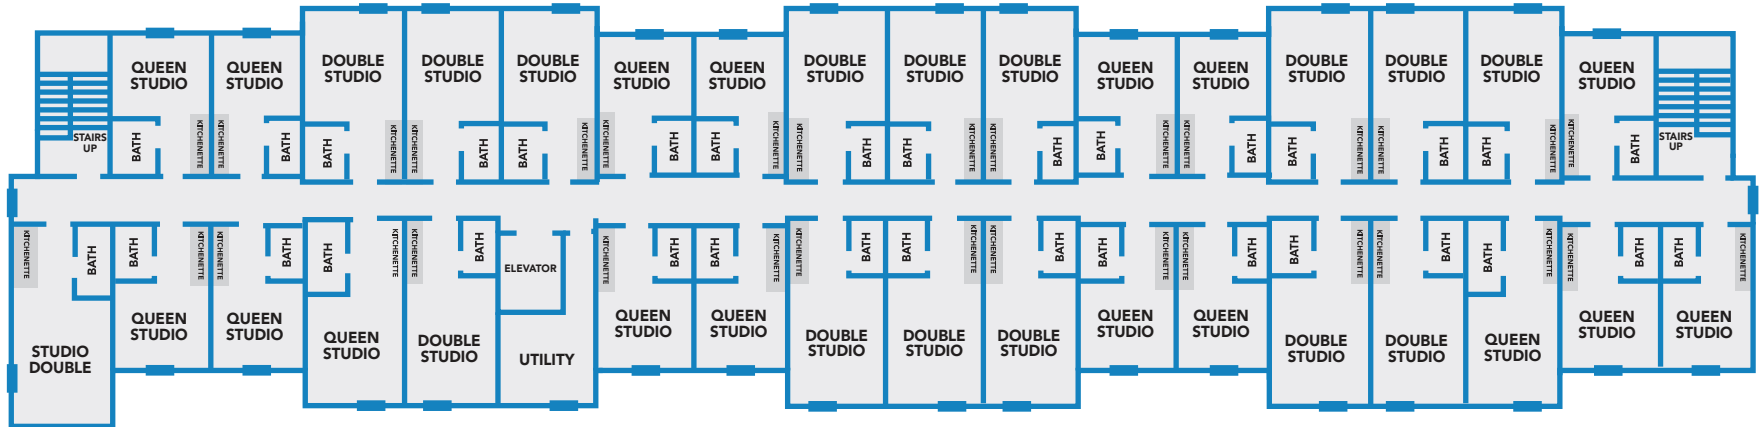 QUEEN
STUDIO
QUEEN
STUDIO
DOUBLE
STUDIO
DOUBLE
STUDIO
DOUBLE
STUDIO
QUEEN
STUDIO
QUEEN
STUDIO
DOUBLE
STUDIO
DOUBLE
STUDIO
DOUBLE
STUDIO
QUEEN
STUDIO
QUEEN
STUDIO
DOUBLE
STUDIO
DOUBLE
STUDIO
DOUBLE
STUDIO
QUEEN
STUDIO
STAIRS
UP
BATH
KITCHENETTE
KITCHENETTE
BATH
BATH
KITCHENETTE
KITCHENETTE
BATH
BATH
KITCHENETTE
KITCHENETTE
BATH
BATH
KITCHENETTE
KITCHENETTE
BATH
BATH
KITCHENETTE
KITCHENETTE
BATH
BATH
KITCHENETTE
KITCHENETTE
BATH
BATH
KITCHENETTE
KITCHENETTE
BATH
BATH
KITCHENETTE
KITCHENETTE
BATH
STAIRS
UP
KITCHENETTE
BATH
BATH
KITCHENETTE
KITCHENETTE
BATH
BATH
KITCHENETTE
KITCHENETTE
BATH
ELEVATOR
KITCHENETTE
BATH
BATH
KITCHENETTE
KITCHENETTE
BATH
BATH
KITCHENETTE
KITCHENETTE
BATH
BATH
KITCHENETTE
KITCHENETTE
BATH
BATH
KITCHENETTE
KITCHENETTE
BATH
BATH
KITCHENETTE
KITCHENETTE
BATH
BATH
KITCHENETTE
STUDIO
DOUBLE
QUEEN
STUDIO
QUEEN
STUDIO
QUEEN
STUDIO
DOUBLE
STUDIO
UTILITY
QUEEN
STUDIO
QUEEN
STUDIO
DOUBLE
STUDIO
DOUBLE
STUDIO
DOUBLE
STUDIO
QUEEN
STUDIO
QUEEN
STUDIO
DOUBLE
STUDIO
DOUBLE
STUDIO
QUEEN
STUDIO
QUEEN
STUDIO
QUEEN
STUDIO